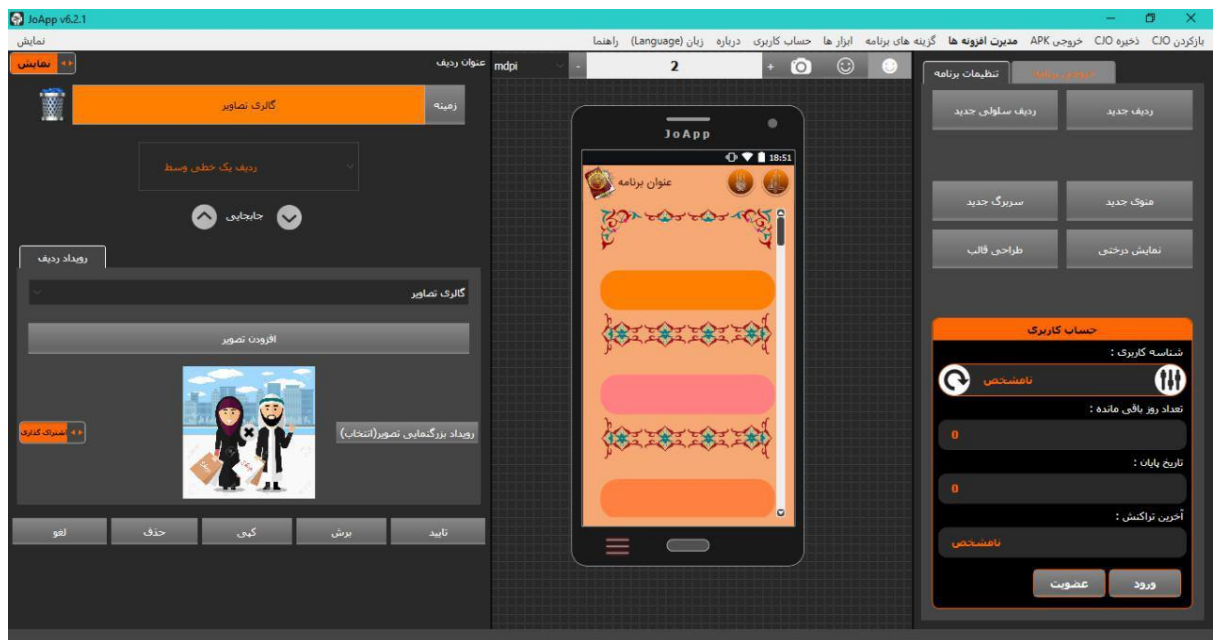 JoApp v6.2.1
بازکردن CJO ذخیره CJO خروجی APK مدیرت افزونه ها گزینه های برنامه ابزار ها حساب کاربری درباره زبان (Language) راهنما نمایش
تنظیمات برنامه
ردیف جدید ردیف سلولی جدید
منوی جدید سربرگ جدید
نمایش درختی طراحی قالب
حساب کاربری
شناسه کاربری :
نامشخص
تعداد روز باقی مانده :
0
تاریخ پایان :
0
آخرین تراکنش :
نامشخص
ورود عضویت
mdpi - 2 +
JoApp
18:51
عنوان برنامه
عنوان ردیف نمایش
زمینه گالری تصاویر
ردیف یک خطی وسط
جابجایی
رویداد ردیف
گالری تصاویر
افزودن تصویر
رویداد بزرگنمایی تصویر(انتخاب) اشتراک گذاری
تایید برش کپی حذف لغو